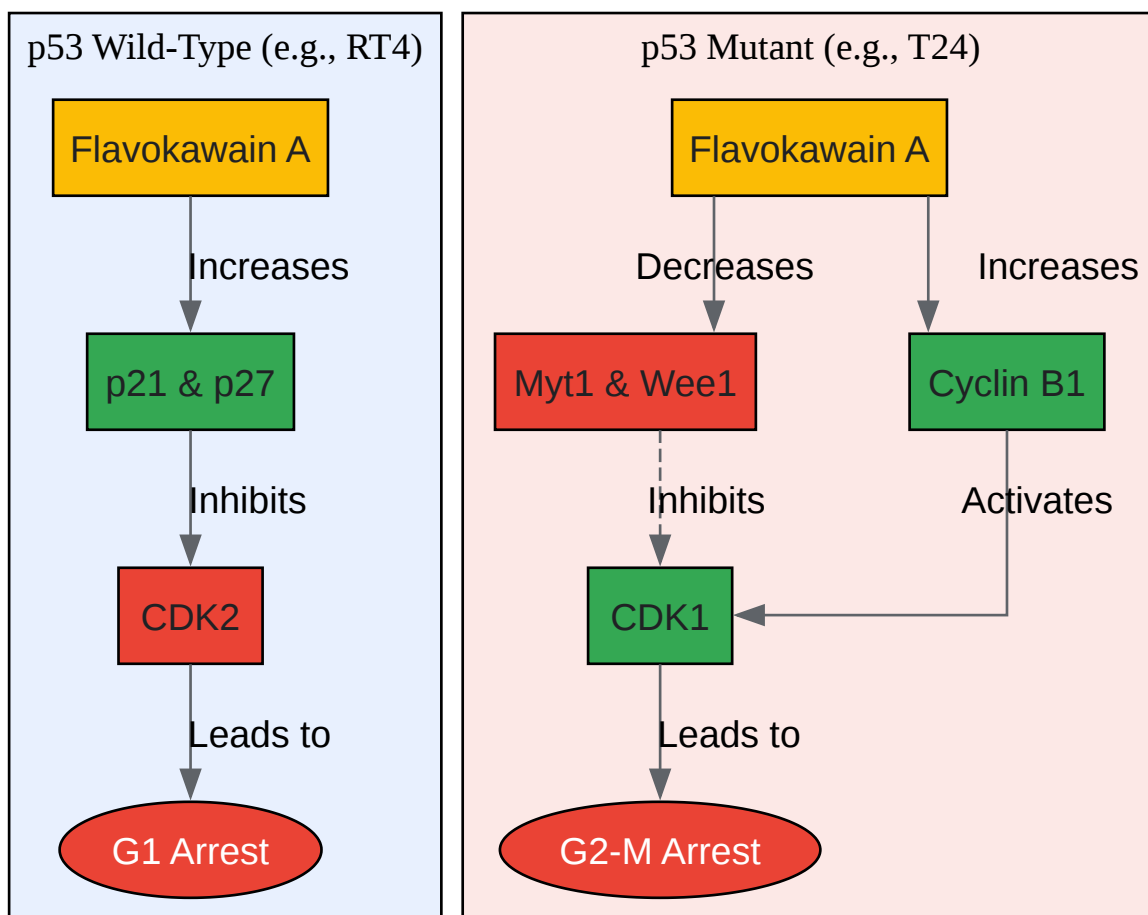 p53 Wild-Type (e.g., RT4)
Flavokawain A
Increases
p21 & p27
Inhibits
CDK2
Leads to
G1 Arrest
p53 Mutant (e.g., T24)
Flavokawain A
Decreases
Increases
Myt1 & Wee1
Cyclin B1
Inhibits
Activates
CDK1
Leads to
G2-M Arrest